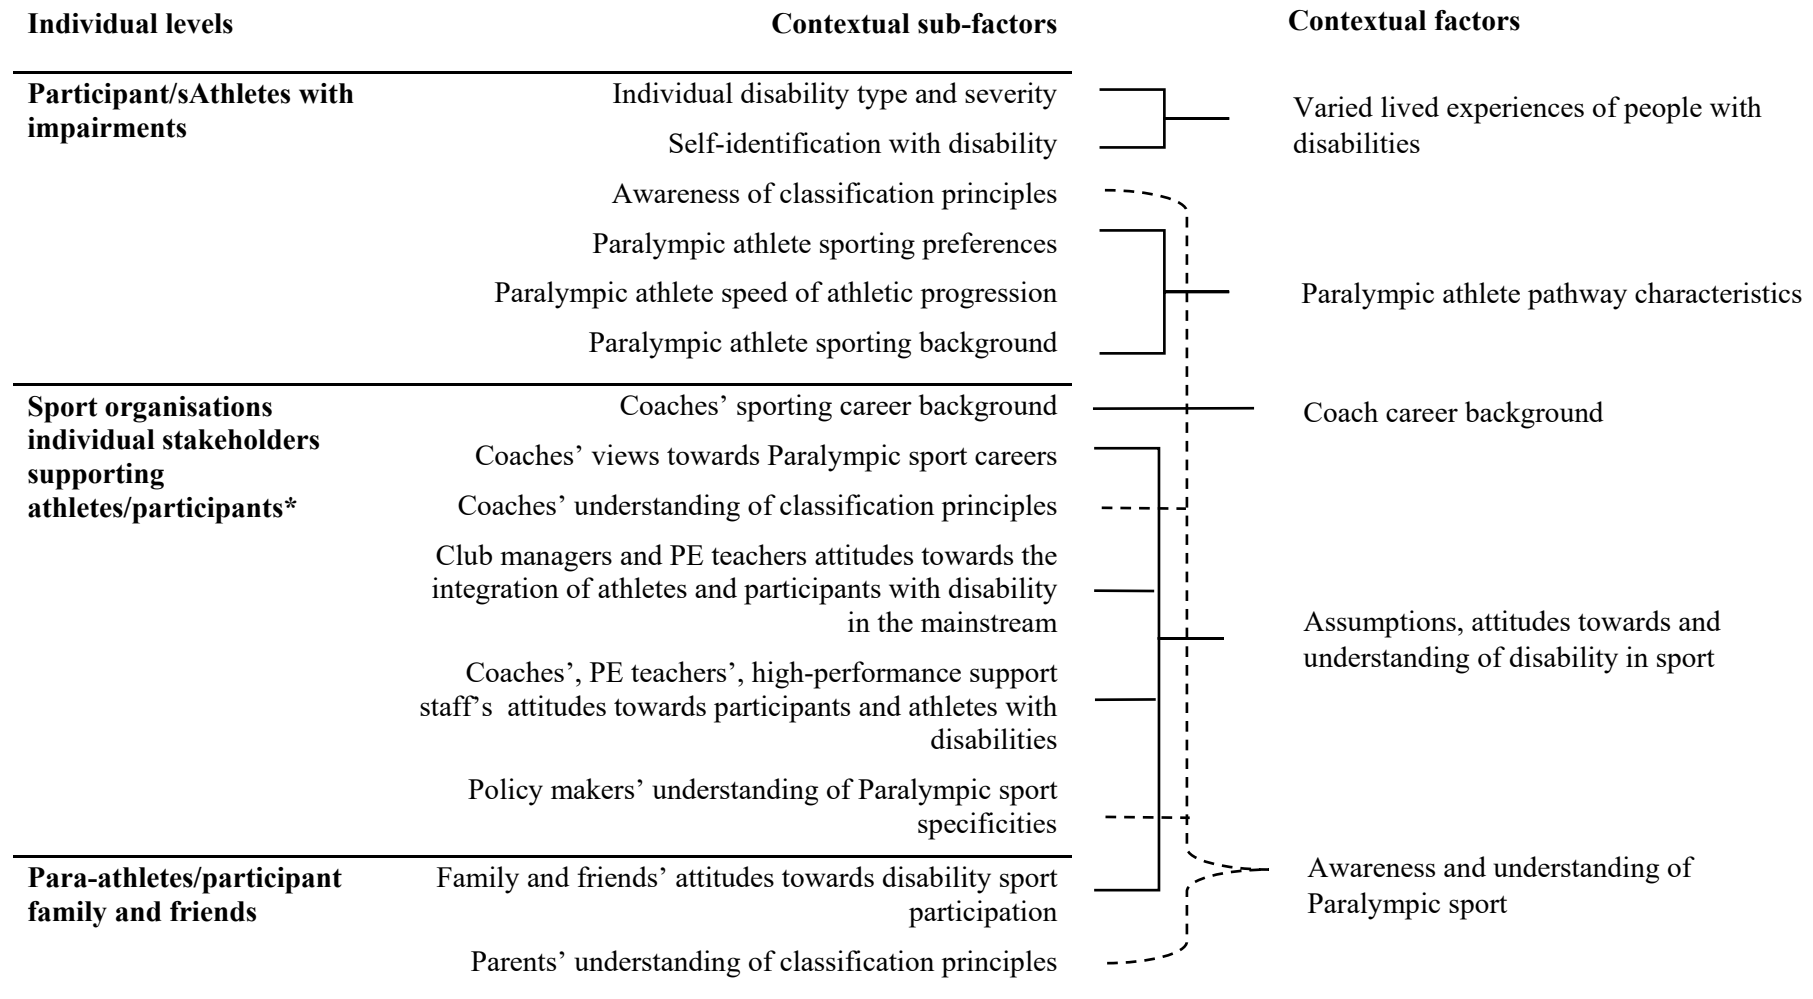 Individual levels
Contextual sub-factors
Contextual factors
Participant/sAthletes with
impairments
Individual disability type and severity
Self-identification with disability
Awareness of classification principles
Paralympic athlete sporting preferences
Paralympic athlete speed of athletic progression
Paralympic athlete sporting background
Varied lived experiences of people with
disabilities
Paralympic athlete pathway characteristics
Sport organisations
individual stakeholders
supporting
athletes/participants*
Coaches’ sporting career background
Coaches’ views towards Paralympic sport careers
Coaches’ understanding of classification principles
Club managers and PE teachers attitudes towards the
integration of athletes and participants with disability
in the mainstream
Coaches’, PE teachers’, high-performance support
staff’s  attitudes towards participants and athletes with
disabilities
Policy makers’ understanding of Paralympic sport
specificities
Coach career background
Assumptions, attitudes towards and
understanding of disability in sport
Para-athletes/participant
family and friends
Family and friends’ attitudes towards disability sport
participation
Parents’ understanding of classification principles
Awareness and understanding of
Paralympic sport